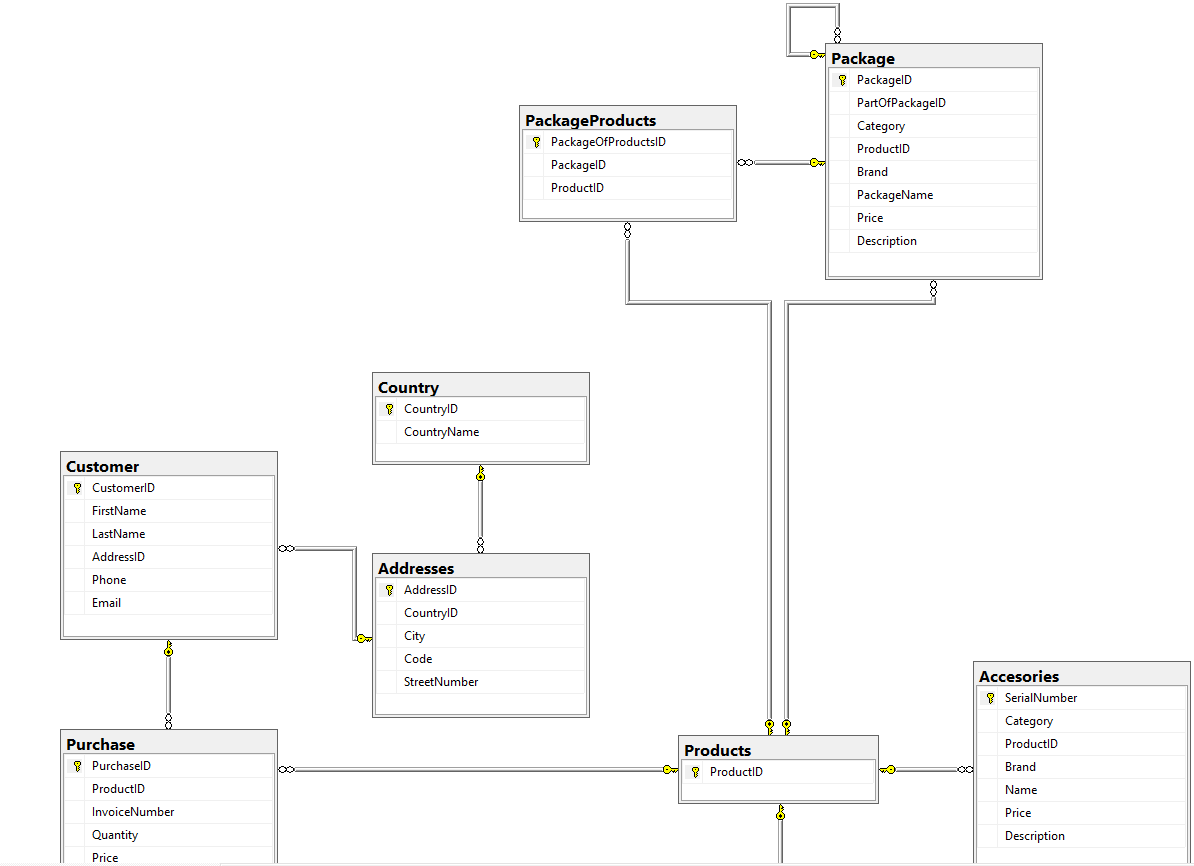 Package
PackageID
PartOfPackageID
Category
ProductID
Brand
PackageName
Price
Description
PackageProducts
PackageOfProductsID
PackageID
ProductID
Country
CountryID
CountryName
Customer
CustomerID
FirstName
LastName
AddressID
Phone
Email
Addresses
AddressID
CountryID
City
Code
StreetNumber
Accesories
SerialNumber
Category
ProductID
Brand
Name
Price
Description
Purchase
PurchaseID
ProductID
InvoiceNumber
Quantity
Price
Products
ProductID